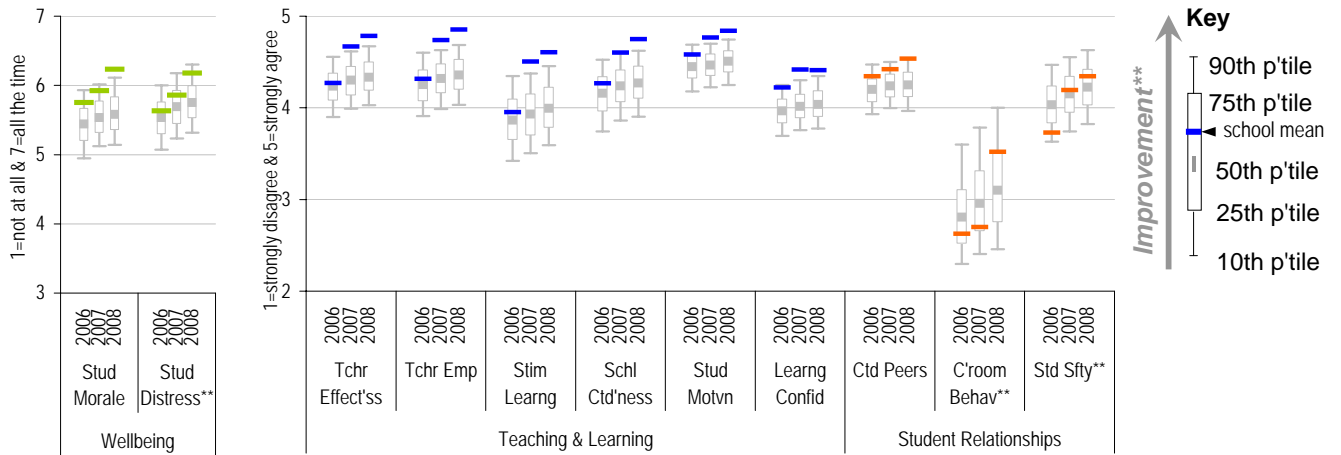 1=not at all & 7=all the time
7
6
5
4
3
2006
2007
2008
2006
2007
2008
Stud
Morale
Stud
Distress**
Wellbeing
1=strongly disagree & 5=strongly agree
5
4
3
2
2006
2007
2008
2006
2007
2008
2006
2007
2008
2006
2007
2008
2006
2007
2008
2006
2007
2008
2006
2007
2008
2006
2007
2008
2006
2007
2008
Tchr
Effect'ss
Tchr Emp
Stim
Learng
Schl
Ctd'ness
Stud
Motvn
Learng
Confid
Ctd Peers
C'room
Behav**
Std Sfty**
Teaching & Learning
Student Relationships
Improvement**
Key
90th p'tile
75th p'tile
school mean
50th p'tile
25th p'tile
10th p'tile